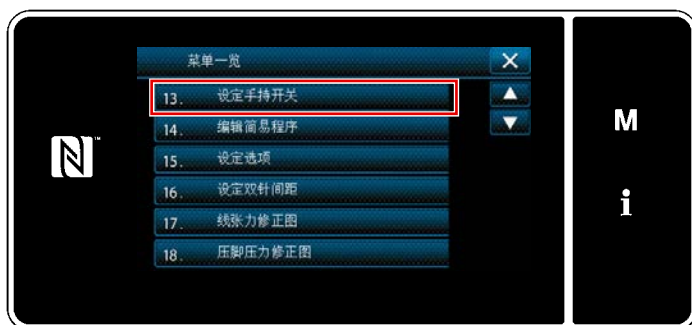 菜单一览
13. 设定手持开关
14. 编辑简易程序
15. 设定选项
16. 设定双针间距
17. 线张力修正图
18. 压脚压力修正图
M
i